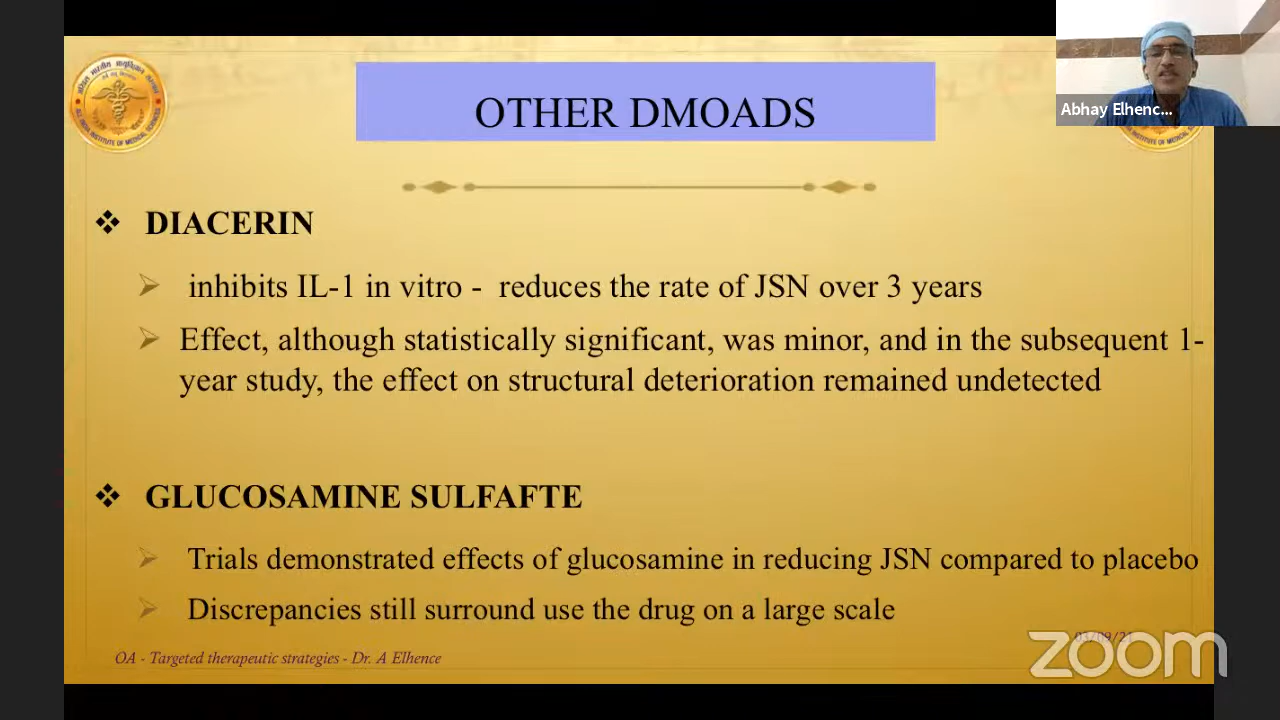 Abhay Elhenc...
OTHER DMOADS
DIACERIN
inhibits IL-1 in vitro - reduces the rate of JSN over 3 years
Effect, although statistically significant, was minor, and in the subsequent 1-
year study, the effect on structural deterioration remained undetected
GLUCOSAMINE SULFAFTE
Trials demonstrated effects of glucosamine in reducing JSN compared to placebo
Discrepancies still surround use the drug on a large scale
03/09/21
OA - Targeted therapeutic strategies - Dr. A Elhence
zoom